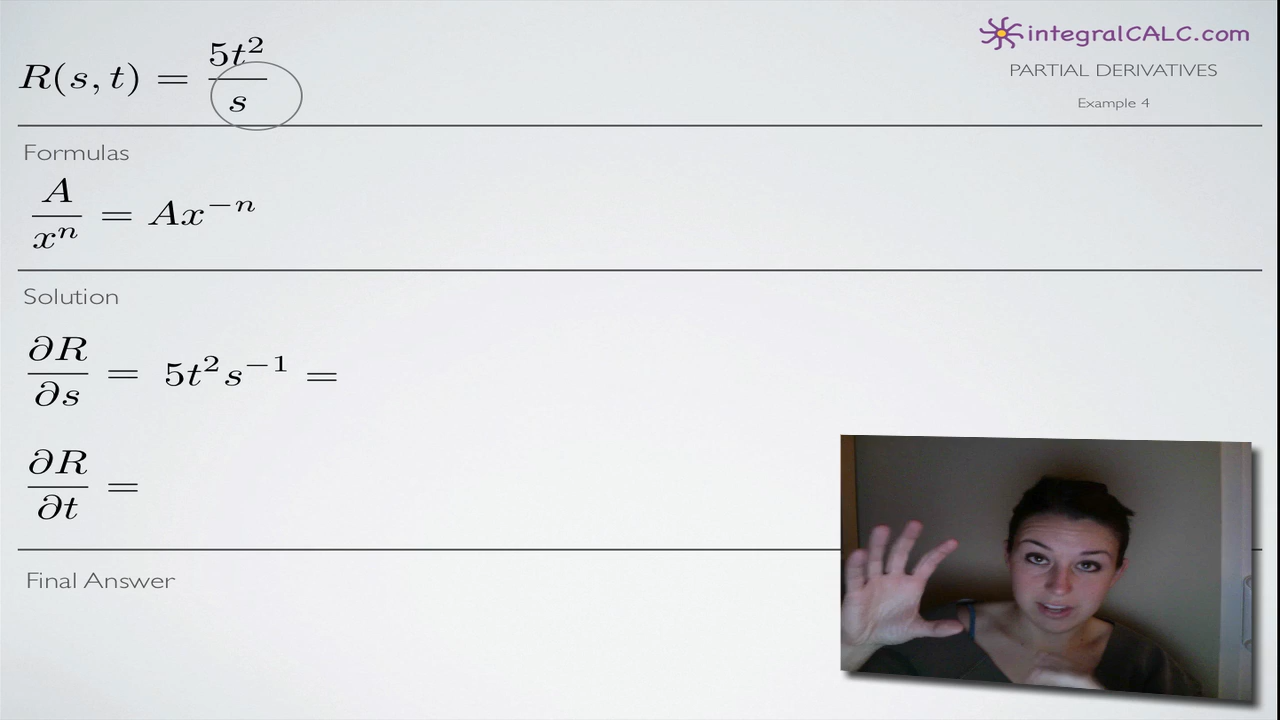 integralCALC.com
PARTIAL DERIVATIVES
Example 4
R(s, t) = 5t²/s
Formulas
A/xⁿ = Ax⁻ⁿ
Solution
∂R/∂s = 5t²s⁻¹ =
∂R/∂t =
Final Answer